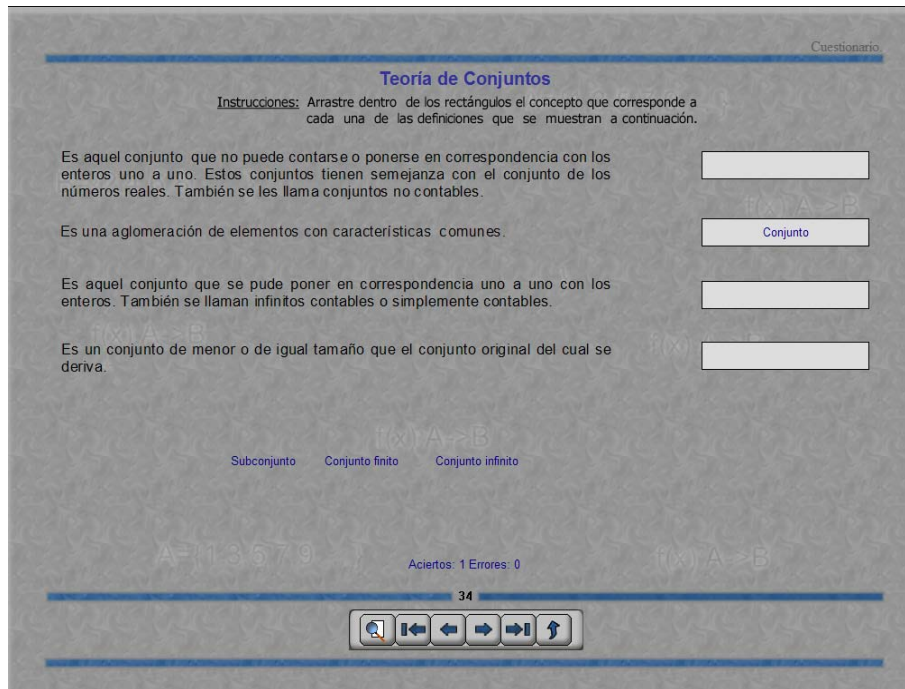 Cuestionario.
Teoría de Conjuntos
Instrucciones: Arrastre dentro de los rectángulos el concepto que corresponde a
cada una de las definiciones que se muestran a continuación.
Es aquel conjunto que no puede contarse o ponerse en correspondencia con los
enteros uno a uno. Estos conjuntos tienen semejanza con el conjunto de los
números reales. También se les llama conjuntos no contables.
f(x) A->B
Es una aglomeración de elementos con características comunes.
Conjunto
Es aquel conjunto que se pude poner en correspondencia uno a uno con los
enteros. También se llaman infinitos contables o simplemente contables.
f(x) A->B
Es un conjunto de menor o de igual tamaño que el conjunto original del cual se
deriva.
f(x) A->B
Subconjunto Conjunto finito Conjunto infinito
f(x) A->B
Aciertos: 1 Errores: 0
34